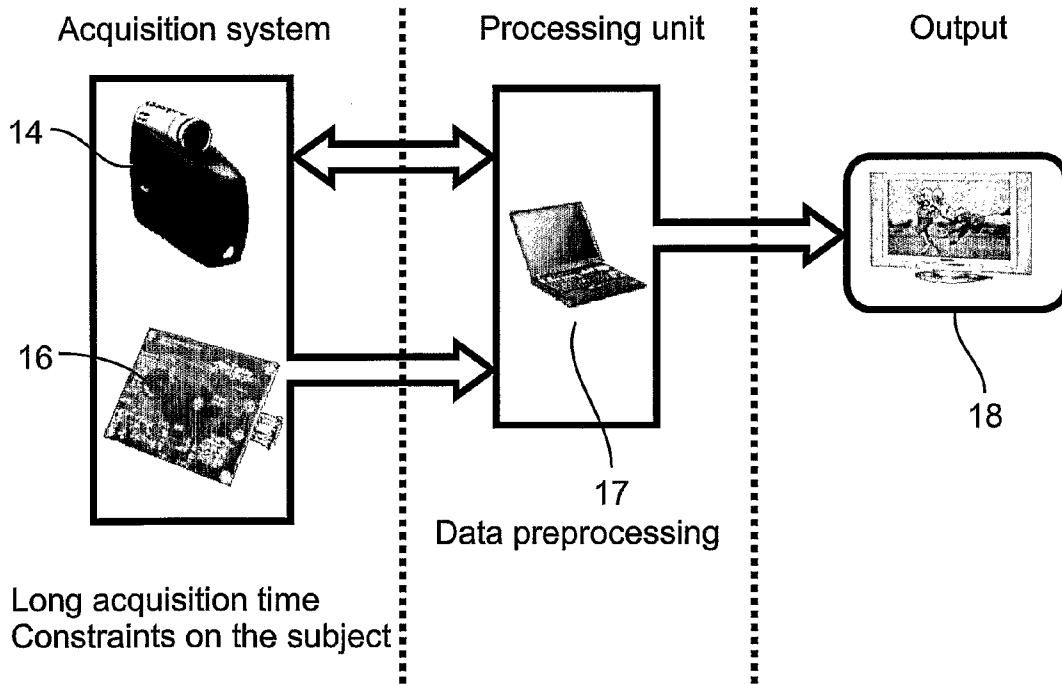 Acquisition system
Processing unit
Output
14
16
17
18
Data preprocessing
Long acquisition time
Constraints on the subject